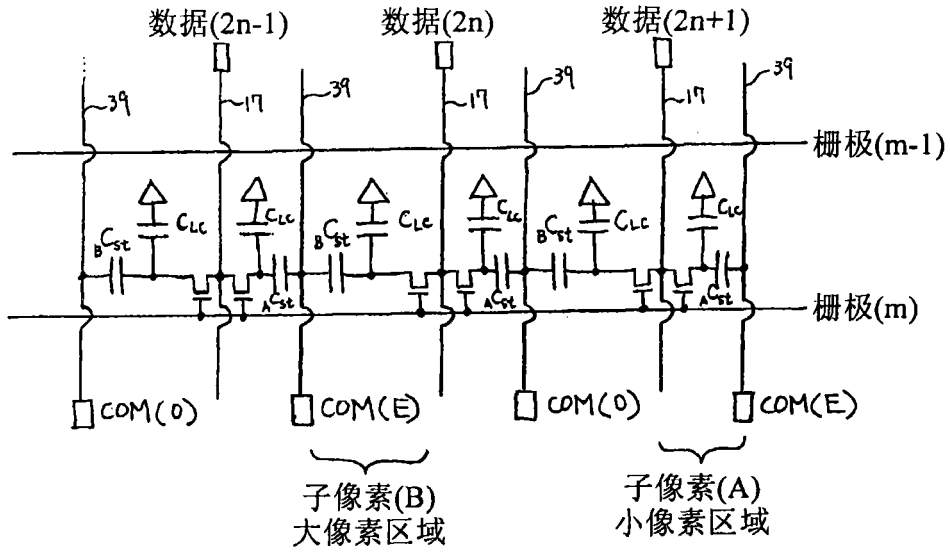 数据(2n-1) 数据(2n) 数据(2n+1)
39 17 39 17 39 17 39
栅极(m-1)
CLC CLC CLC CLC CLC CLC
BCst BCst BCst
ACst ACst ACst
栅极(m)
COM(O) COM(E) COM(O) COM(E)
子像素(B) 子像素(A)
大像素区域 小像素区域